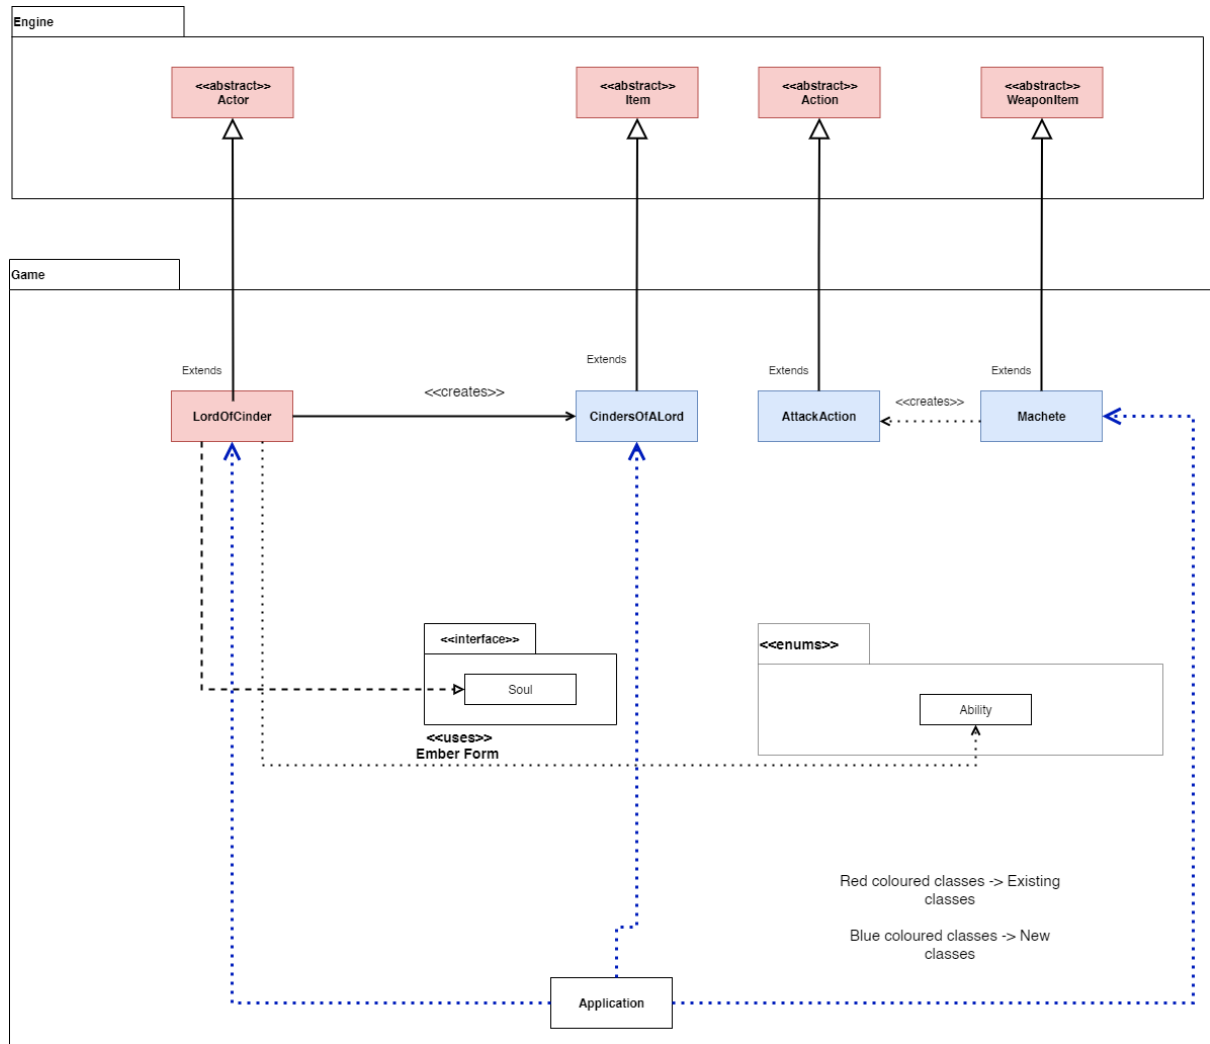 Engine
<<abstract>>
Actor
<<abstract>>
Item
<<abstract>>
Action
<<abstract>>
WeaponItem
Game
Extends
Extends
Extends
Extends
LordOfCinder
<<creates>>
CindersOfALord
AttackAction
<<creates>>
Machete
<<interface>>
Soul
<<uses>>
Ember Form
<<enums>>
Ability
Red coloured classes -> Existing
classes
Blue coloured classes -> New
classes
Application